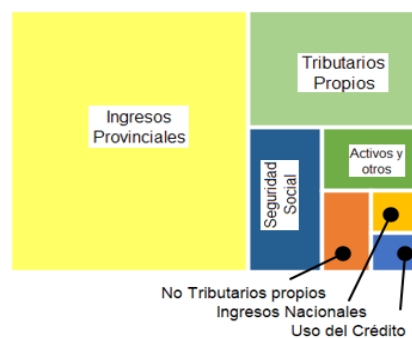 Ingresos
Provinciales
Tributarios
Propios
Seguridad
Social
Activos y
otros
No Tributarios propios
Ingresos Nacionales
Uso del Crédito